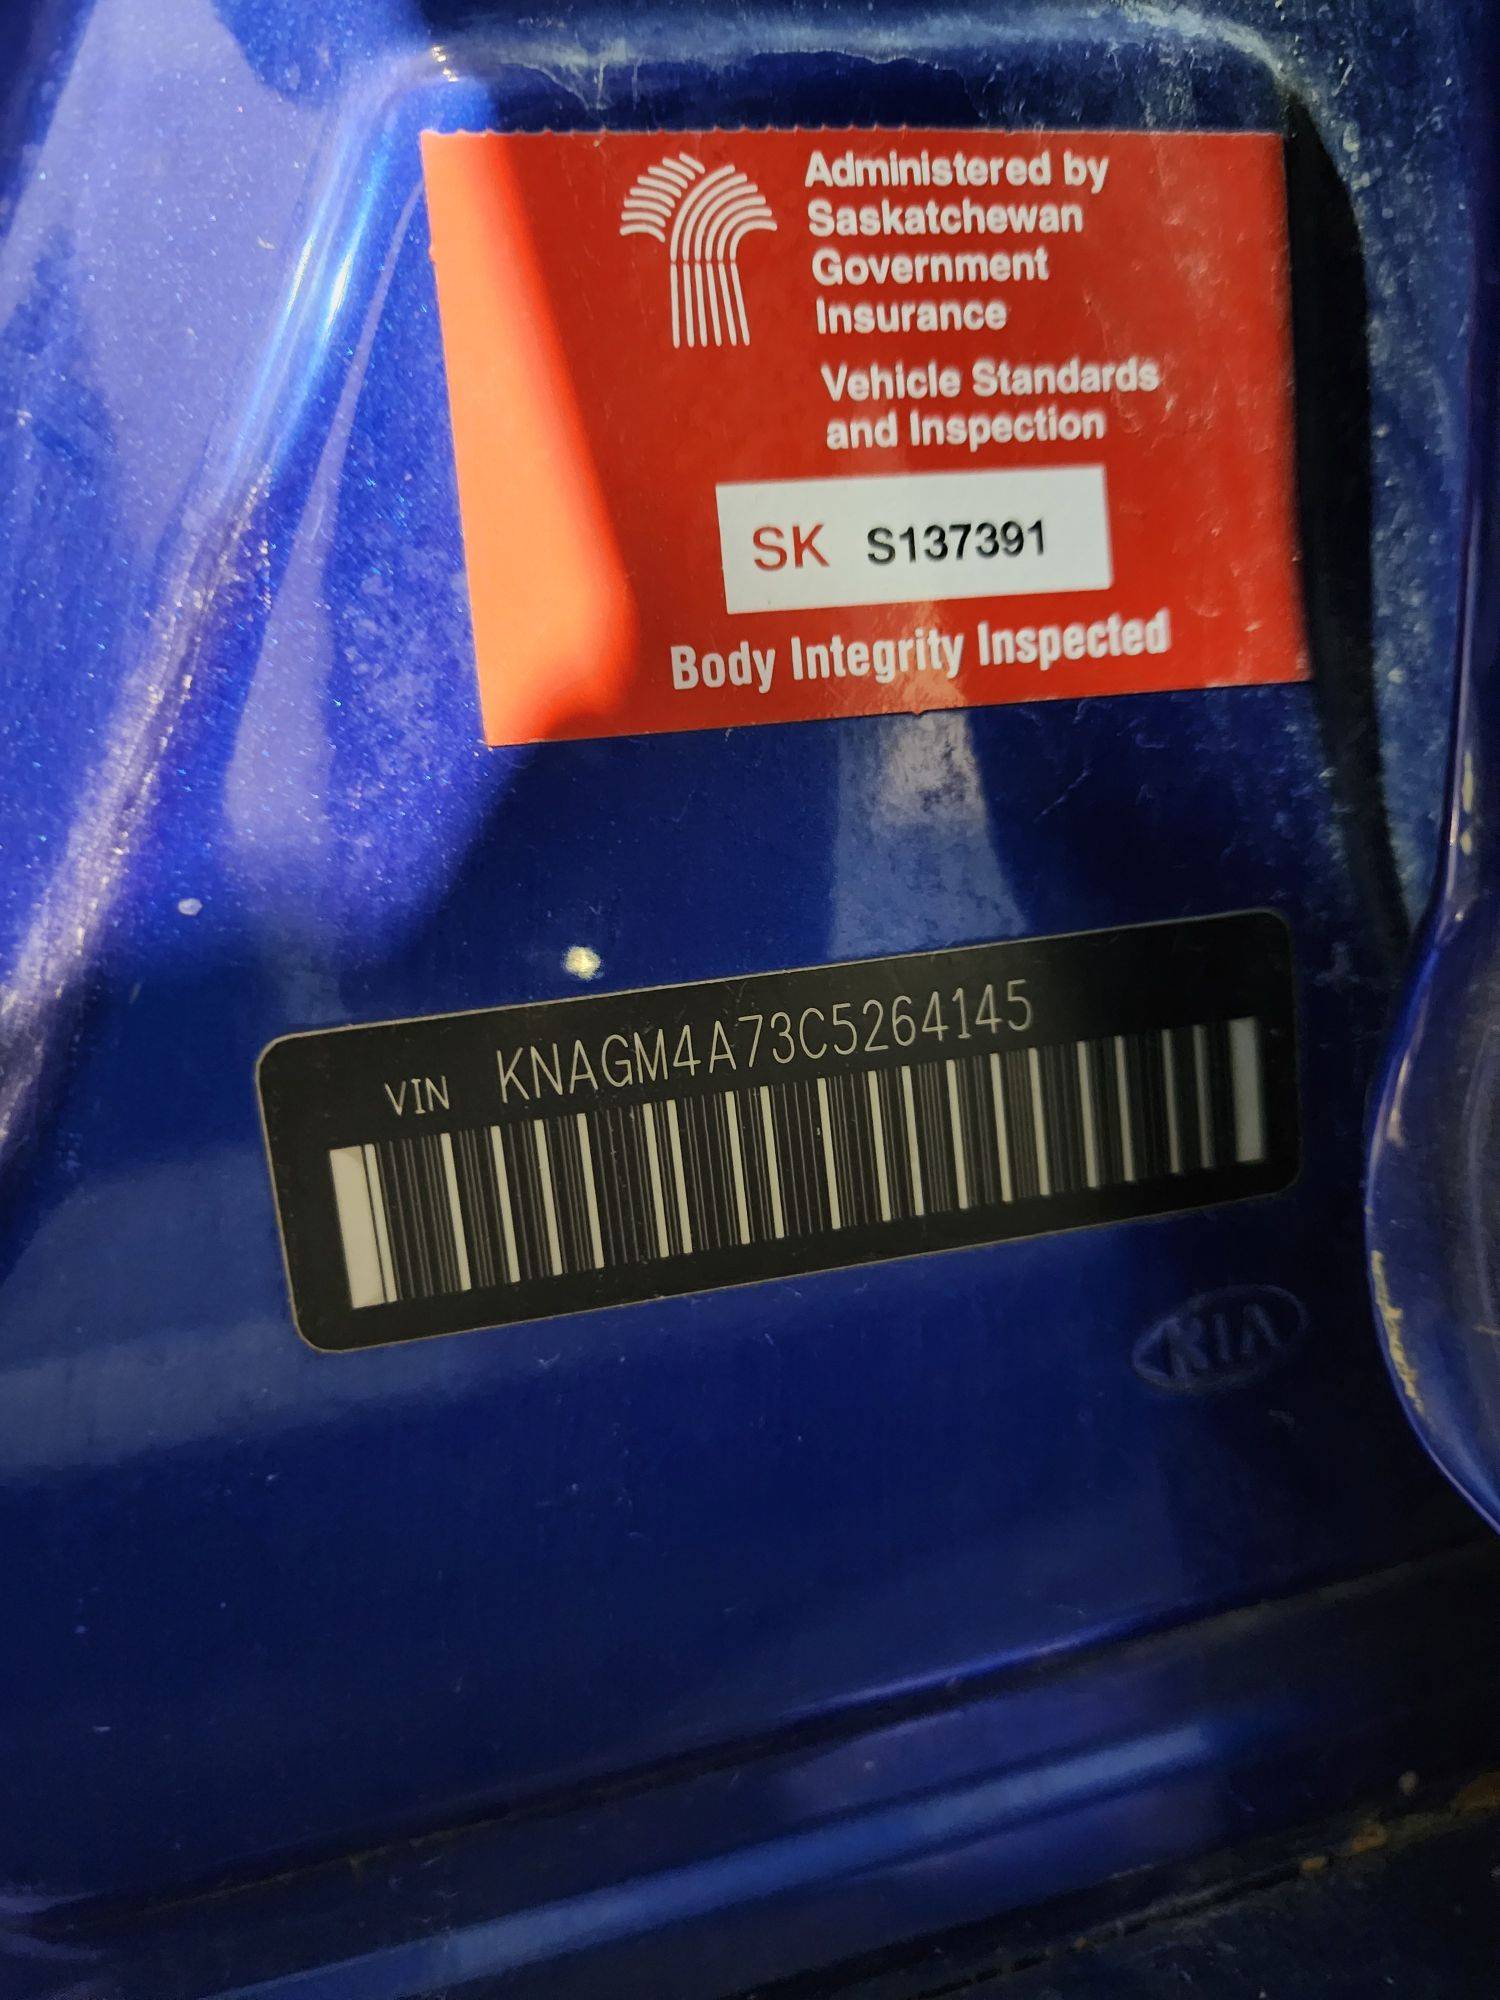 Administered by
Saskatchewan
Government
Insurance
Vehicle Standards
and Inspection
SK S137391
Body Integrity Inspected
VIN KNAGM4A73C5264145
KIA